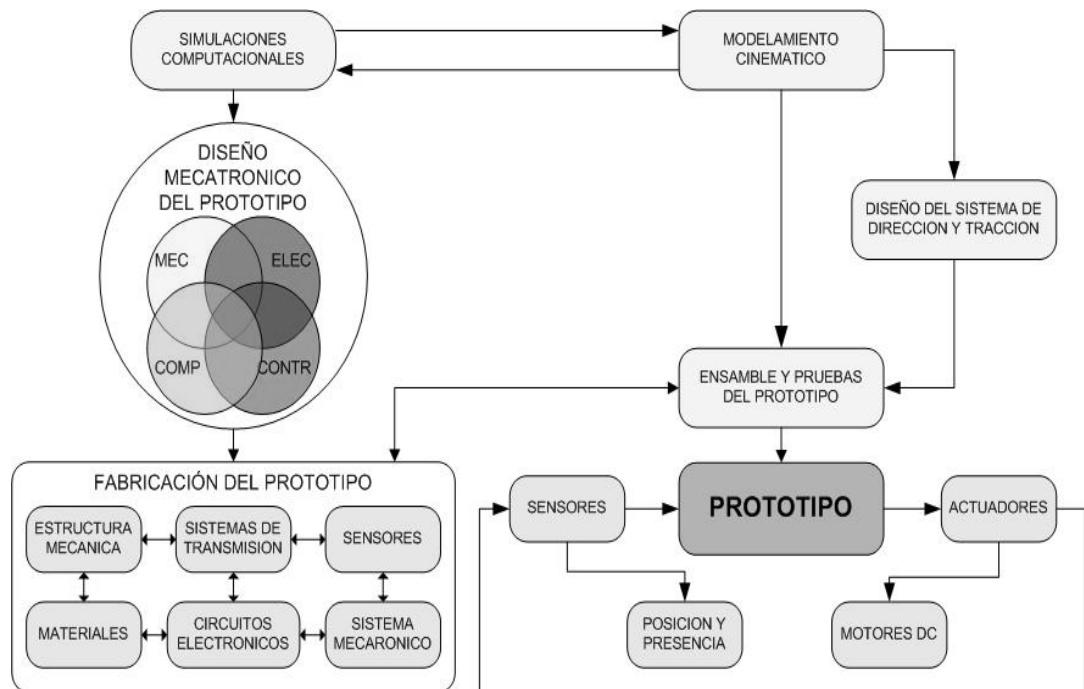 SIMULACIONES
COMPUTACIONALES
MODELAMIENTO
CINEMATICO
DISEÑO
MECATRONICO
DEL PROTOTIPO
MEC
ELEC
COMP
CONTR
DISEÑO DEL SISTEMA DE
DIRECCION Y TRACCION
ENSAMBLE Y PRUEBAS
DEL PROTOTIPO
FABRICACIÓN DEL PROTOTIPO
ESTRUCTURA
MECANICA
SISTEMAS DE
TRANSMISION
SENSORES
MATERIALES
CIRCUITOS
ELECTRONICOS
SISTEMA
MECARONICO
SENSORES
PROTOTIPO
ACTUADORES
POSICION Y
PRESENCIA
MOTORES DC